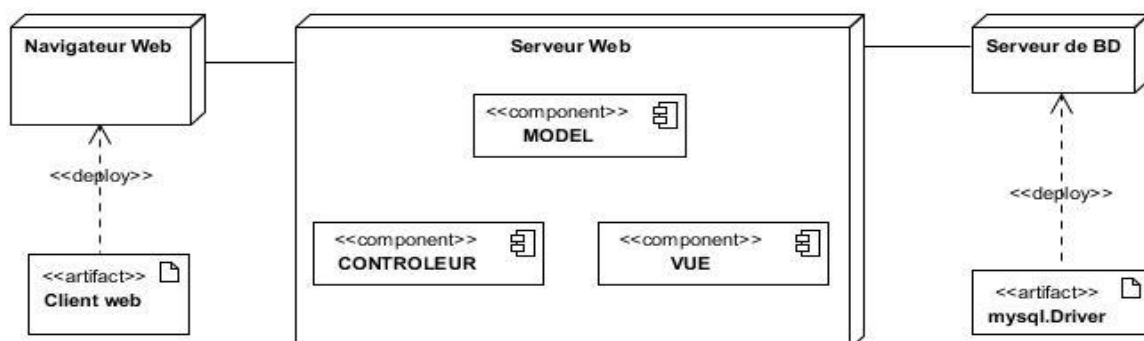 Navigateur Web
<<deploy>>
<<artifact>>
Client web
Serveur Web
<<component>>
MODEL
<<component>>
CONTROLEUR
<<component>>
VUE
Serveur de BD
<<deploy>>
<<artifact>>
mysql.Driver